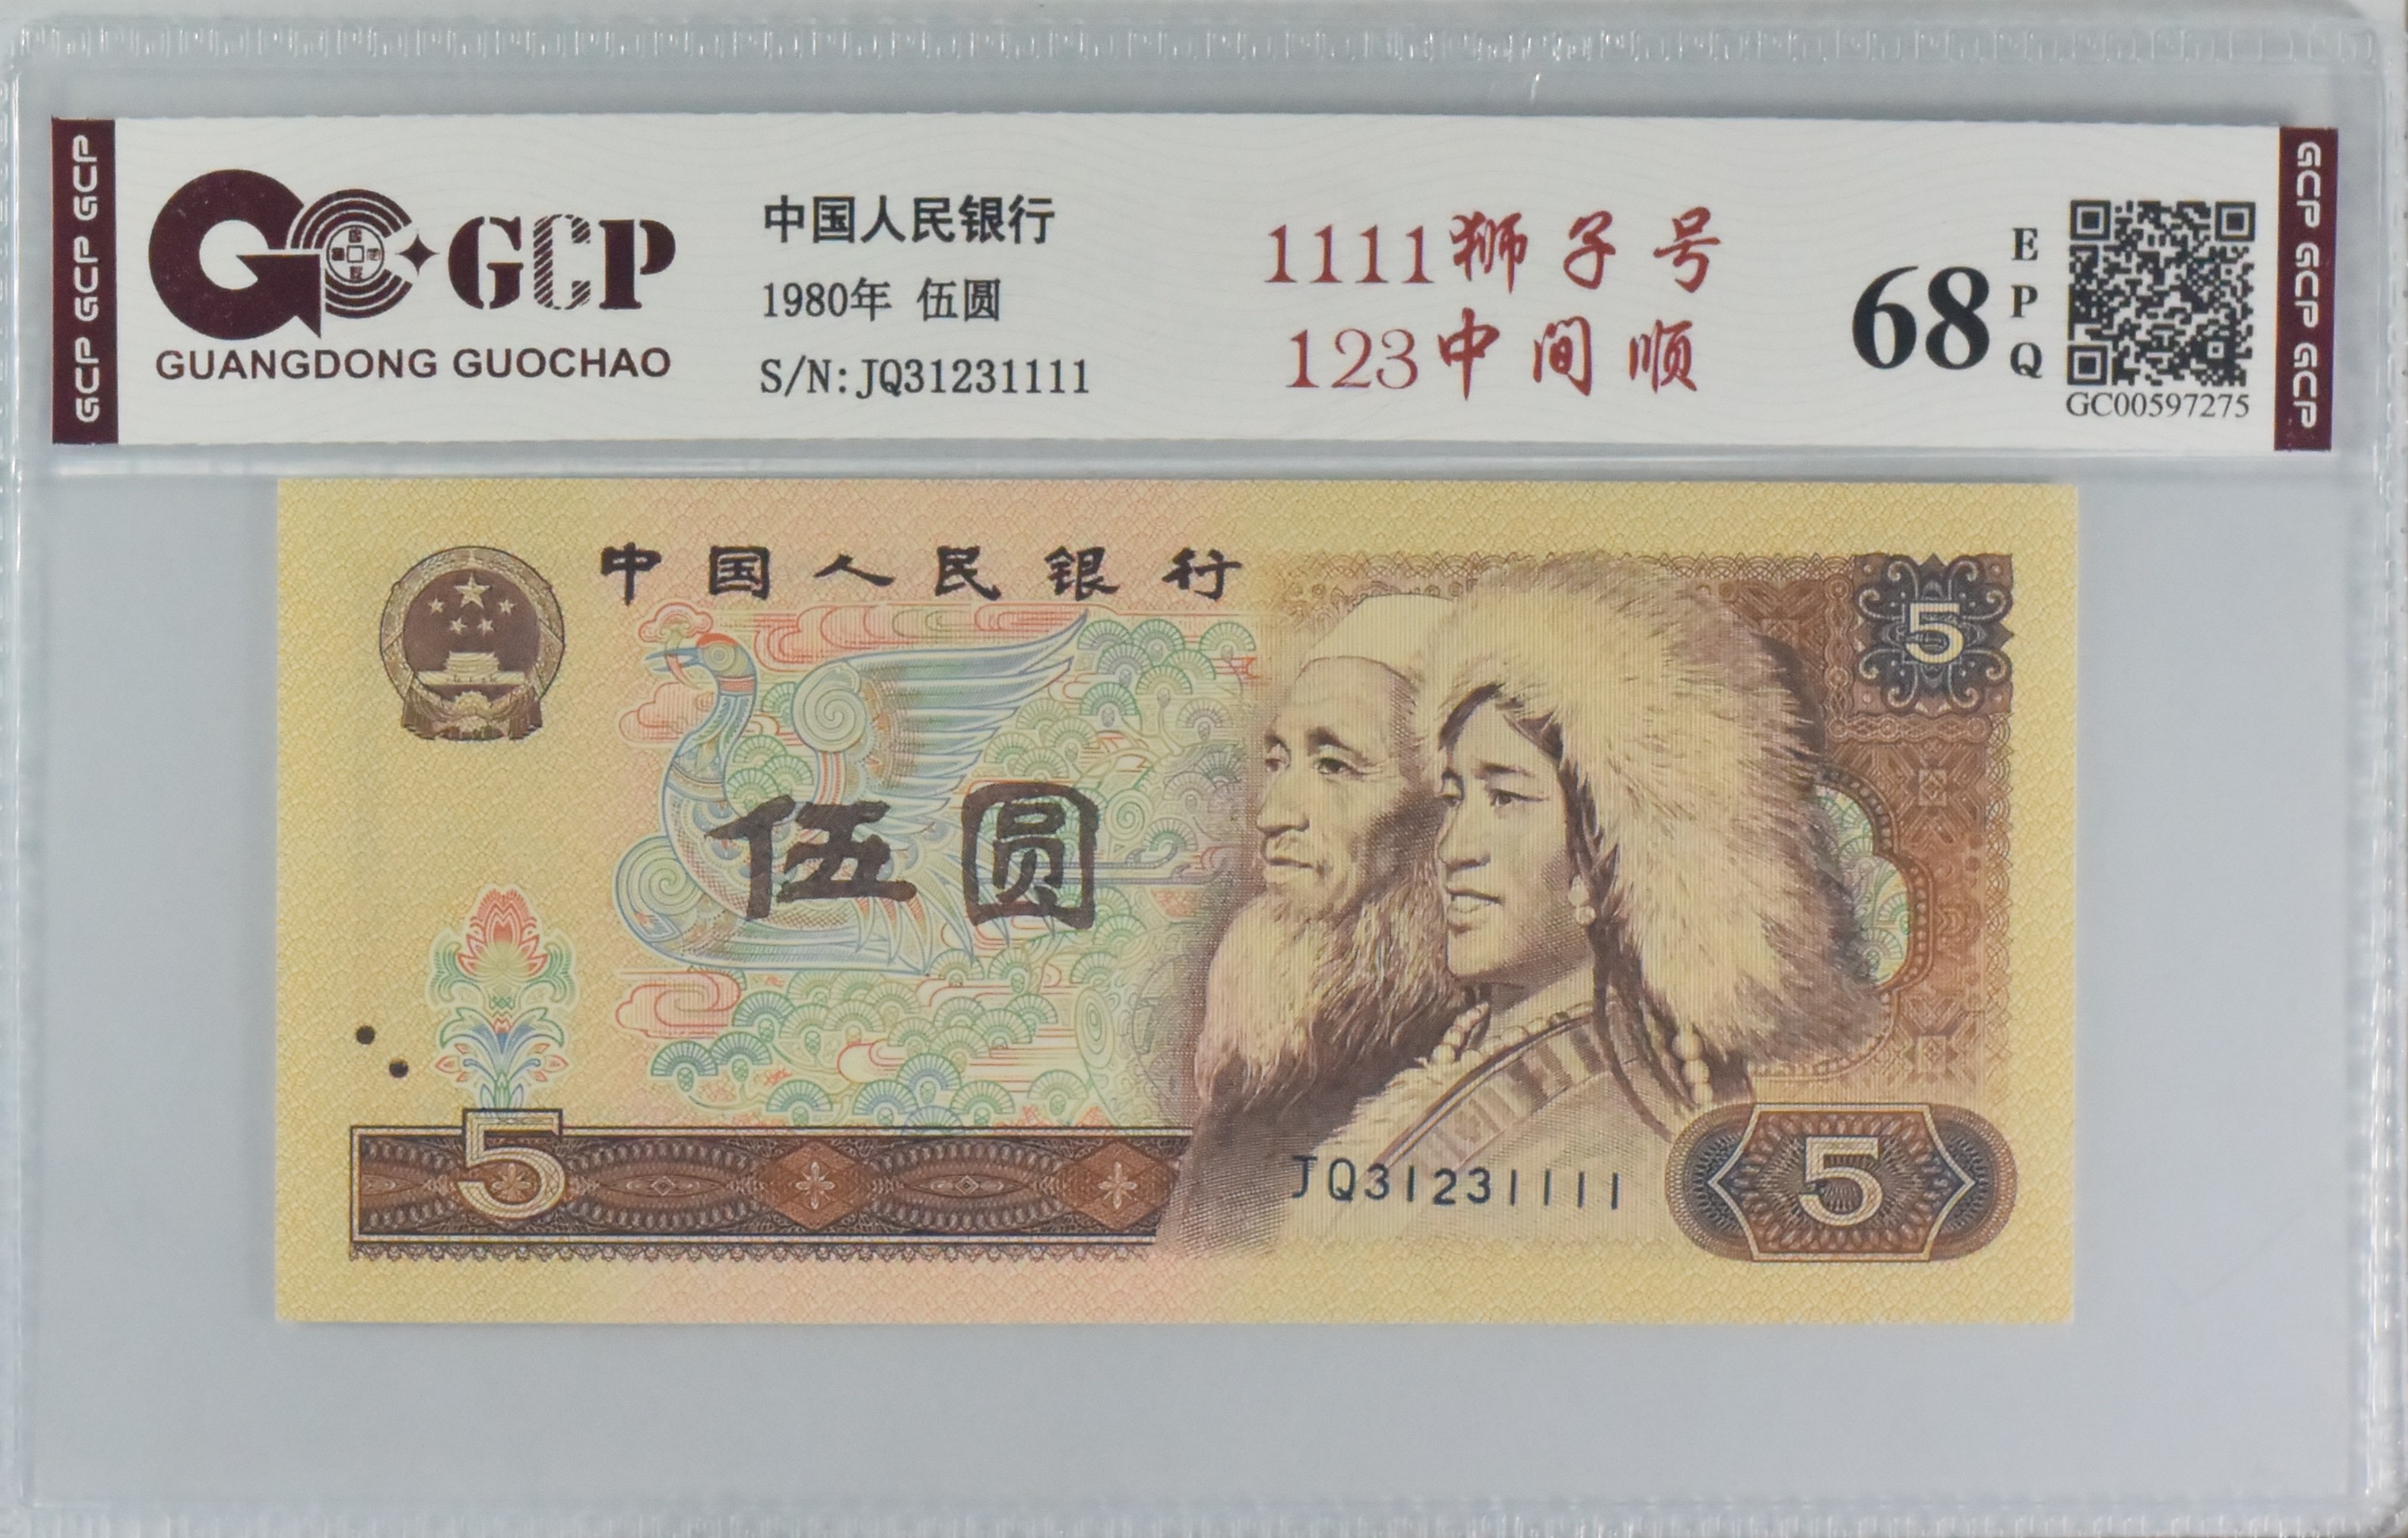 GCP GCP GCP
GCP
GUANGDONG GUOCHAO
中国人民银行
1980年 伍圆
S/N:JQ31231111
1111狮子号
123中间顺
68
EPQ
GC00597275
GCP GCP GCP
中国人民银行
5
伍圆
5
JQ31231111
5